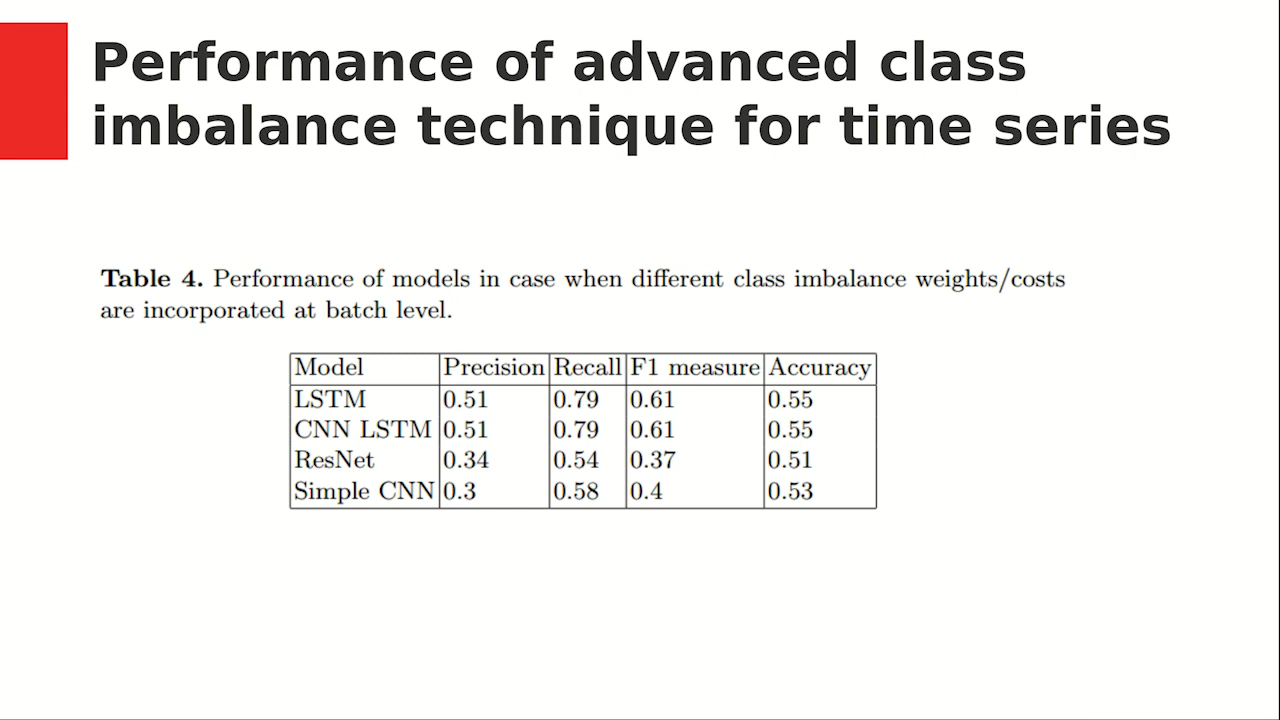 Performance of advanced class
imbalance technique for time series
Table 4. Performance of models in case when different class imbalance weights/costs
are incorporated at batch level.
Model Precision Recall F1 measure Accuracy
LSTM 0.51 0.79 0.61 0.55
CNN LSTM 0.51 0.79 0.61 0.55
ResNet 0.34 0.54 0.37 0.51
Simple CNN 0.3 0.58 0.4 0.53